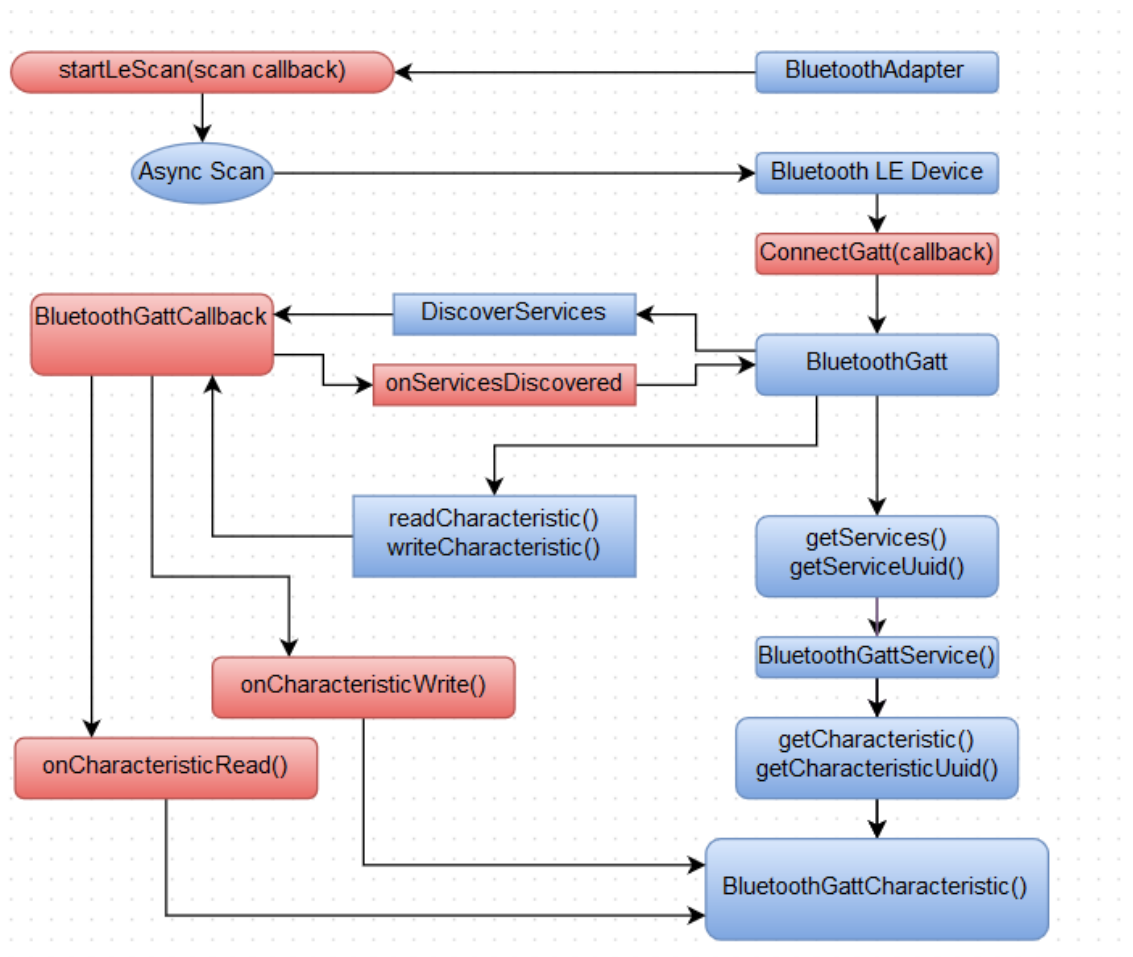 startLeScan(scan callback)
BluetoothAdapter
Async Scan
Bluetooth LE Device
ConnectGatt(callback)
BluetoothGattCallback
DiscoverServices
BluetoothGatt
onServicesDiscovered
readCharacteristic()
writeCharacteristic()
getServices()
getServiceUuid()
BluetoothGattService()
onCharacteristicWrite()
getCharacteristic()
getCharacteristicUuid()
onCharacteristicRead()
BluetoothGattCharacteristic()